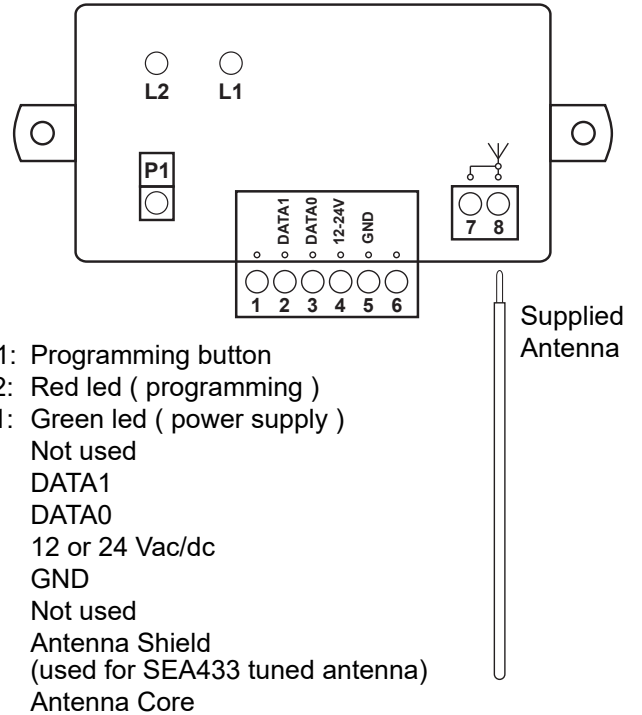 L2 L1
P1
DATA1 DATA0 12-24V GND
7 8
1 2 3 4 5 6
Supplied
Antenna
1: Programming button
2: Red led ( programming )
1: Green led ( power supply )
Not used
DATA1
DATA0
12 or 24 Vac/dc
GND
Not used
Antenna Shield
(used for SEA433 tuned antenna)
Antenna Core